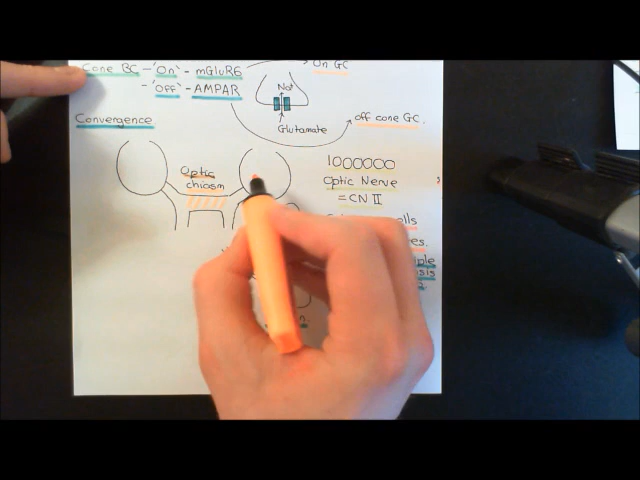 Cone BC - 'On' - mGluR6
On GC
- 'Off' - AMPAR
Na+
Convergence
Glutamate
off cone GC.
Optic
chiasm
1000000
Optic Nerve
= CN II